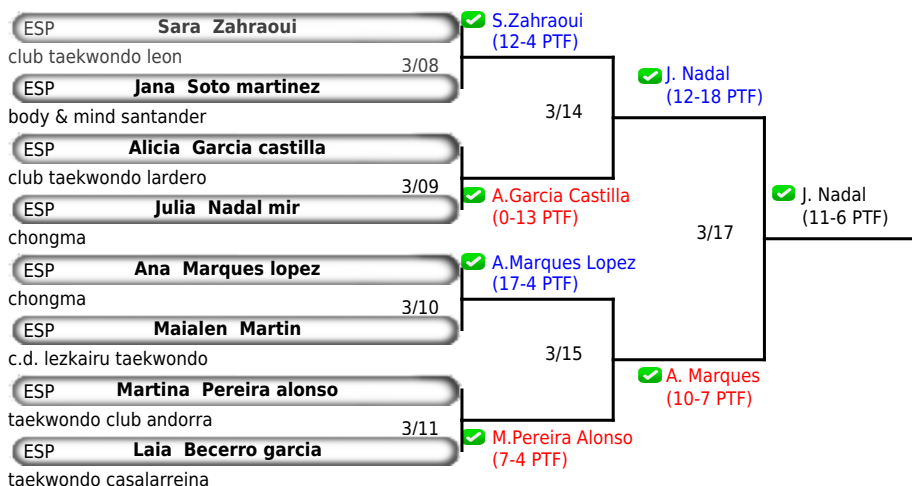 ESP Sara Zahraoui
club taekwondo leon
3/08
ESP Jana Soto martinez
body & mind santander
ESP Alicia Garcia castilla
club taekwondo lardero
3/09
ESP Julia Nadal mir
chongma
ESP Ana Marques lopez
chongma
3/10
ESP Maialen Martin
c.d. lezkairu taekwondo
ESP Martina Pereira alonso
taekwondo club andorra
3/11
ESP Laia Becerro garcia
taekwondo casalarreina
S.Zahraoui
(12-4 PTF)
3/14
A.Garcia Castilla
(0-13 PTF)
A.Marques Lopez
(17-4 PTF)
3/15
M.Pereira Alonso
(7-4 PTF)
J. Nadal
(12-18 PTF)
3/17
A. Marques
(10-7 PTF)
J. Nadal
(11-6 PTF)